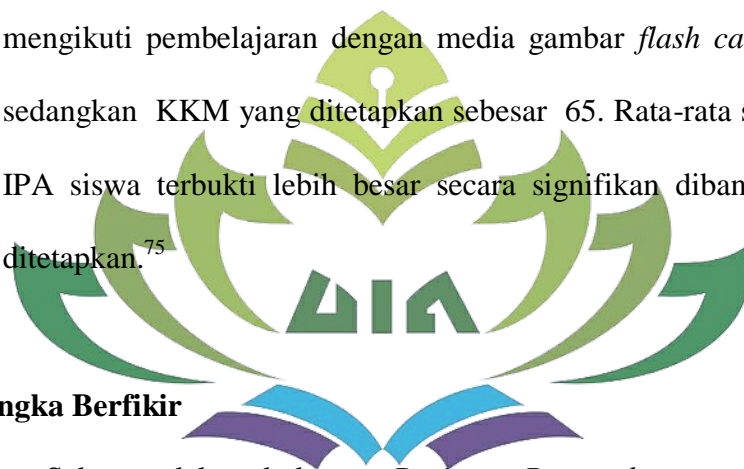 mengikuti pembelajaran dengan media gambar flash ca
sedangkan KKM yang ditetapkan sebesar 65. Rata-rata s
IPA siswa terbukti lebih besar secara signifikan diban
ditetapkan.75
UIN
ngka Berfikir